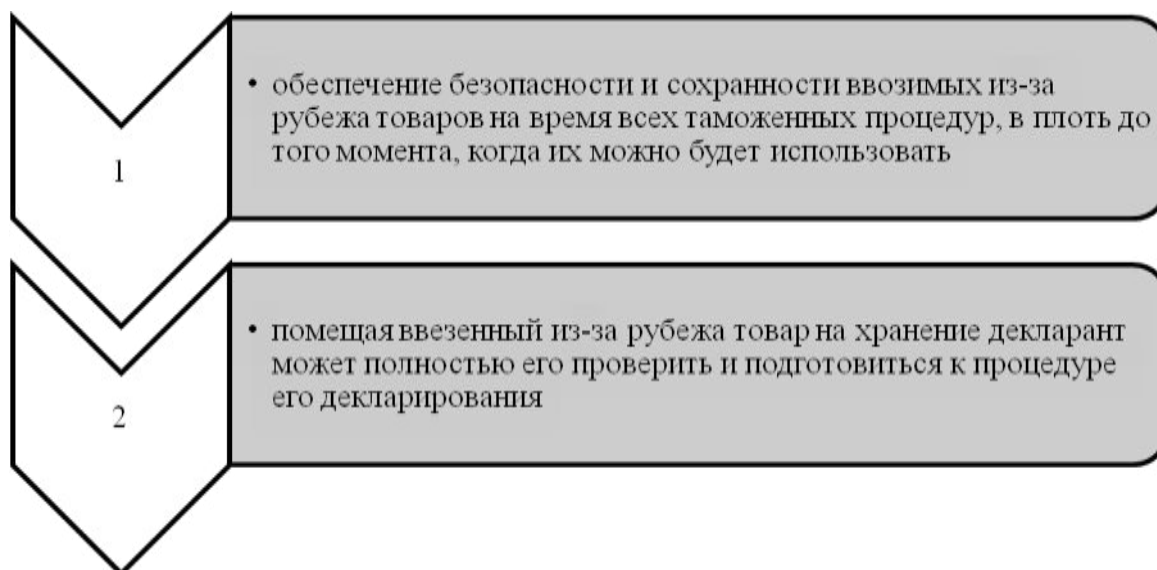 1
• обеспечение безопасности и сохранности ввозимых из-за
рубежа товаров на время всех таможенных процедур, в плоть до
того момента, когда их можно будет использовать
2
• помещая ввезенный из-за рубежа товар на хранение декларант
может полностью его проверить и подготовиться к процедуре
его декларирования